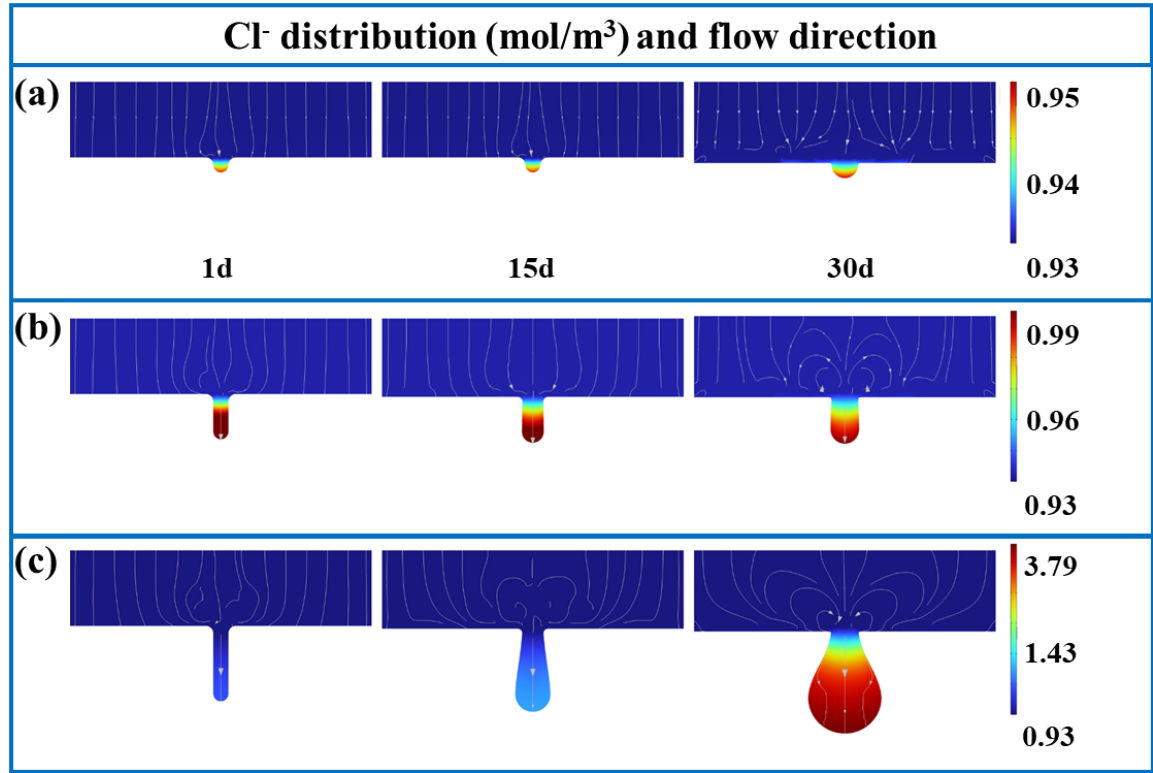 Cl- distribution (mol/m³) and flow direction
(a)
0.95
0.94
0.93
1d 15d 30d
(b)
0.99
0.96
0.93
(c)
3.79
1.43
0.93